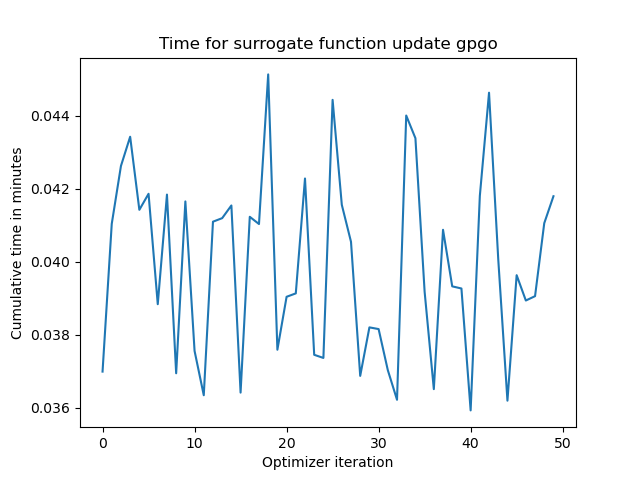 Time for surrogate function update gpgo
Cumulative time in minutes
0.044
0.042
0.040
0.038
0.036
0 10 20 30 40 50
Optimizer iteration